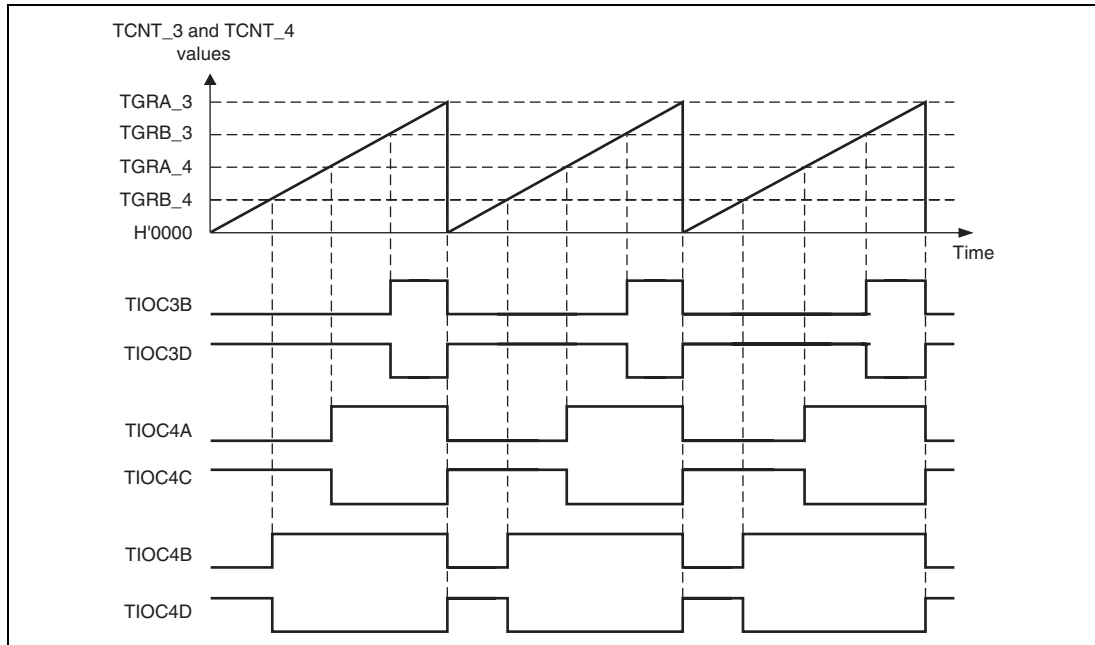 TCNT_3 and TCNT_4
values
TGRA_3
TGRB_3
TGRA_4
TGRB_4
H'0000
Time
TIOC3B
TIOC3D
TIOC4A
TIOC4C
TIOC4B
TIOC4D